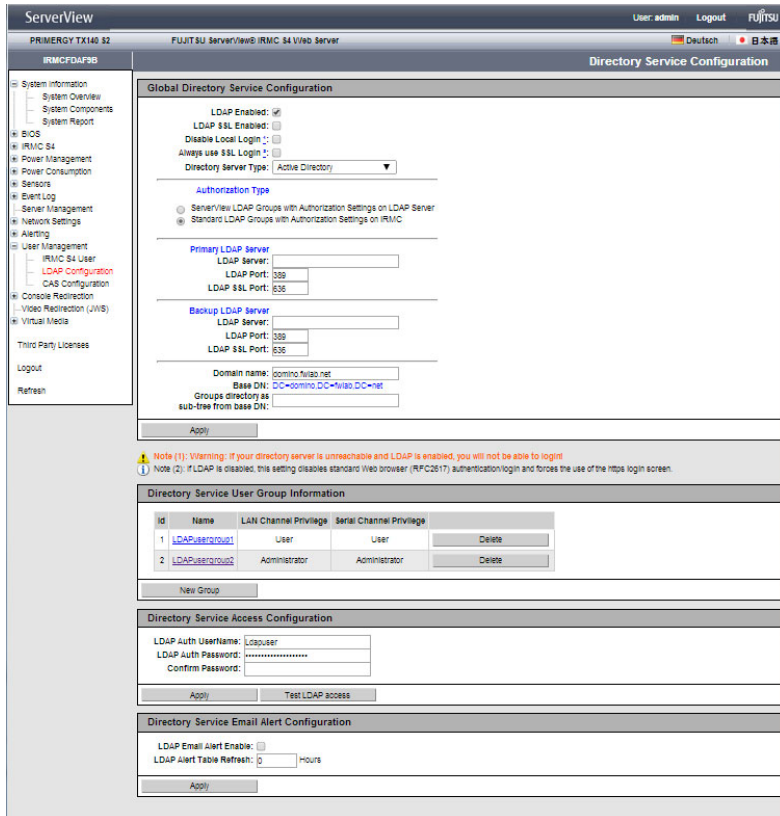 ServerView
User: admin Logout FUJITSU
PRIMERGY TX140 S2 FUJITSU ServerView® iRMC S4 Web Server Deutsch 日本語
IRMCFDAF9B Directory Service Configuration
System Information
System Overview
System Components
System Report
BIOS
iRMC S4
Power Management
Power Consumption
Sensors
Event Log
Server Management
Network Settings
Alerting
User Management
iRMC S4 User
LDAP Configuration
CAS Configuration
Console Redirection
Video Redirection (JWS)
Virtual Media
Third Party Licenses
Logout
Refresh
Global Directory Service Configuration
LDAP Enabled:
LDAP SSL Enabled:
Disable Local Login 1:
Always use SSL Login 2:
Directory Server Type: Active Directory
Authorization Type
ServerView LDAP Groups with Authorization Settings on LDAP Server
Standard LDAP Groups with Authorization Settings on iRMC
Primary LDAP Server
LDAP Server:
LDAP Port: 389
LDAP SSL Port: 636
Backup LDAP Server
LDAP Server:
LDAP Port: 389
LDAP SSL Port: 636
Domain name: domino.fwlab.net
Base DN: DC=domino,DC=fwlab,DC=net
Groups directory as
sub-tree from base DN:
Apply
Note (1): Warning: If your directory server is unreachable and LDAP is enabled, you will not be able to login!
Note (2): If LDAP is disabled, this setting disables standard Web browser (RFC2617) authentication/login and forces the use of the https login screen.
Directory Service User Group Information
Id Name LAN Channel Privilege Serial Channel Privilege
1 LDAPusergroup1 User User Delete
2 LDAPusergroup2 Administrator Administrator Delete
New Group
Directory Service Access Configuration
LDAP Auth UserName: Ldapuser
LDAP Auth Password: ••••••••••••••••••••
Confirm Password:
Apply Test LDAP access
Directory Service Email Alert Configuration
LDAP Email Alert Enable:
LDAP Alert Table Refresh: 0 Hours
Apply